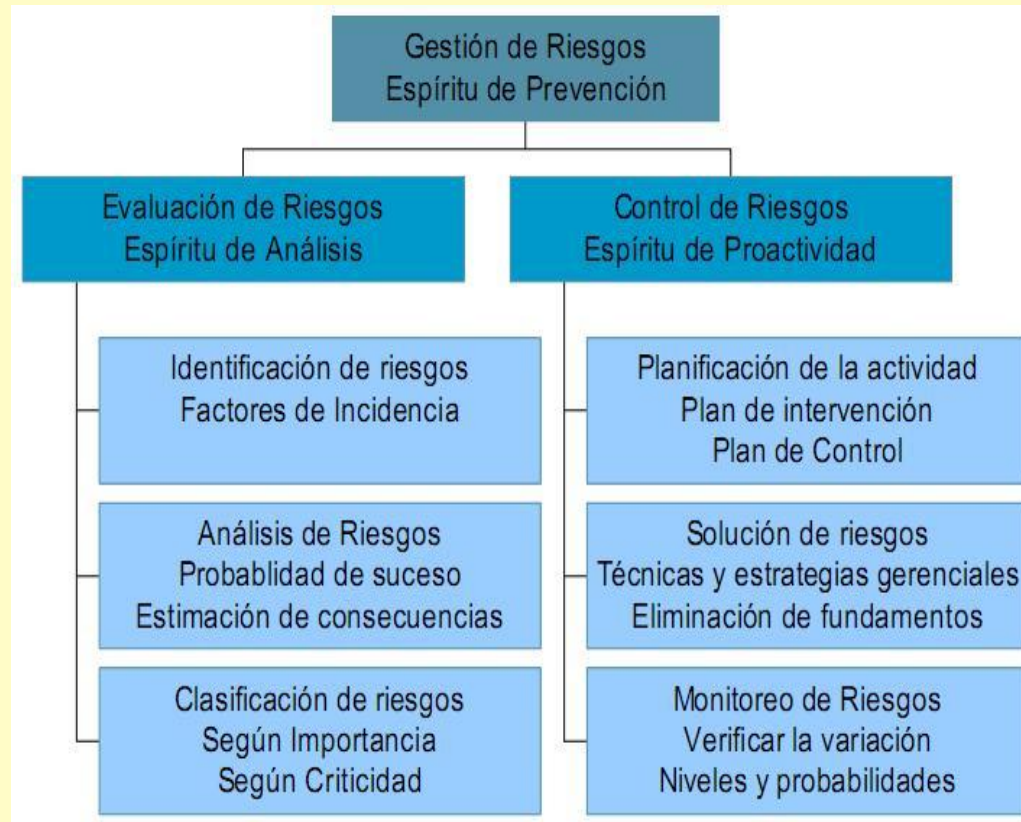 Gestión de Riesgos
Espíritu de Prevención
Evaluación de Riesgos
Espíritu de Análisis
Control de Riesgos
Espíritu de Proactividad
Identificación de riesgos
Factores de Incidencia
Planificación de la actividad
Plan de intervención
Plan de Control
Análisis de Riesgos
Probablidad de suceso
Estimación de consecuencias
Solución de riesgos
Técnicas y estrategias gerenciales
Eliminación de fundamentos
Clasificación de riesgos
Según Importancia
Según Criticidad
Monitoreo de Riesgos
Verificar la variación
Niveles y probabilidades